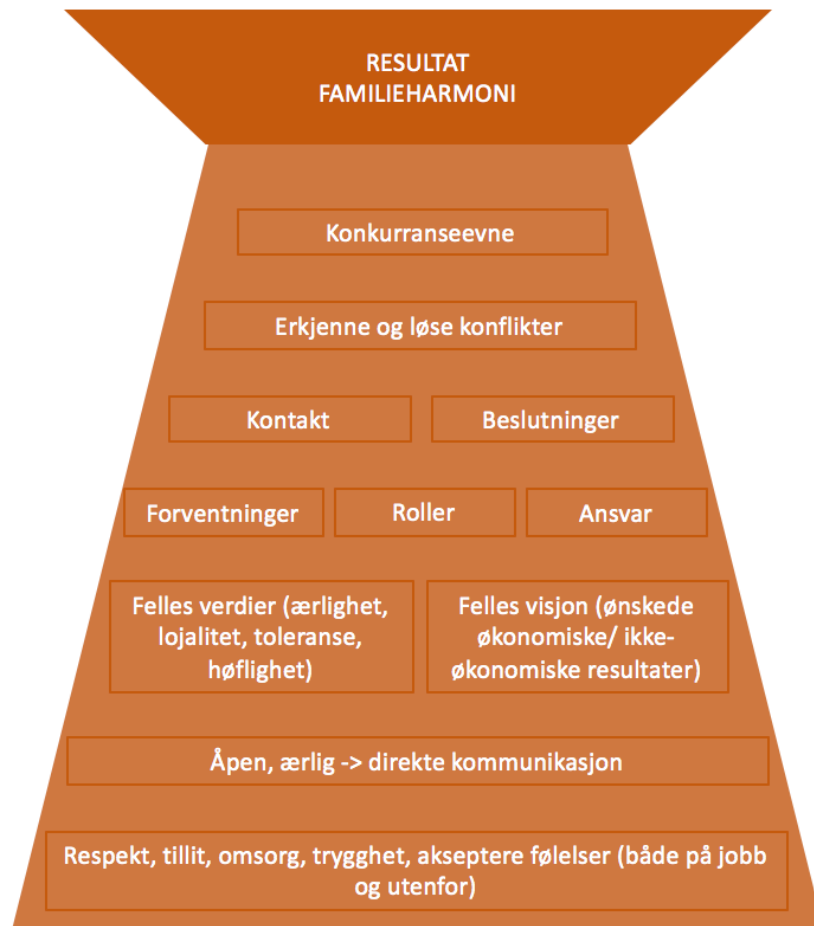 RESULTAT
FAMILIEHARMONI
Konkurranseevne
Erkjenne og løse konflikter
Kontakt
Beslutninger
Forventninger
Roller
Ansvar
Felles verdier (ærlighet,
lojalitet, toleranse,
høflighet)
Felles visjon (ønskede
økonomiske/ ikke-
økonomiske resultater)
Åpen, ærlig -> direkte kommunikasjon
Respekt, tillit, omsorg, trygghet, akseptere følelser (både på jobb
og utenfor)